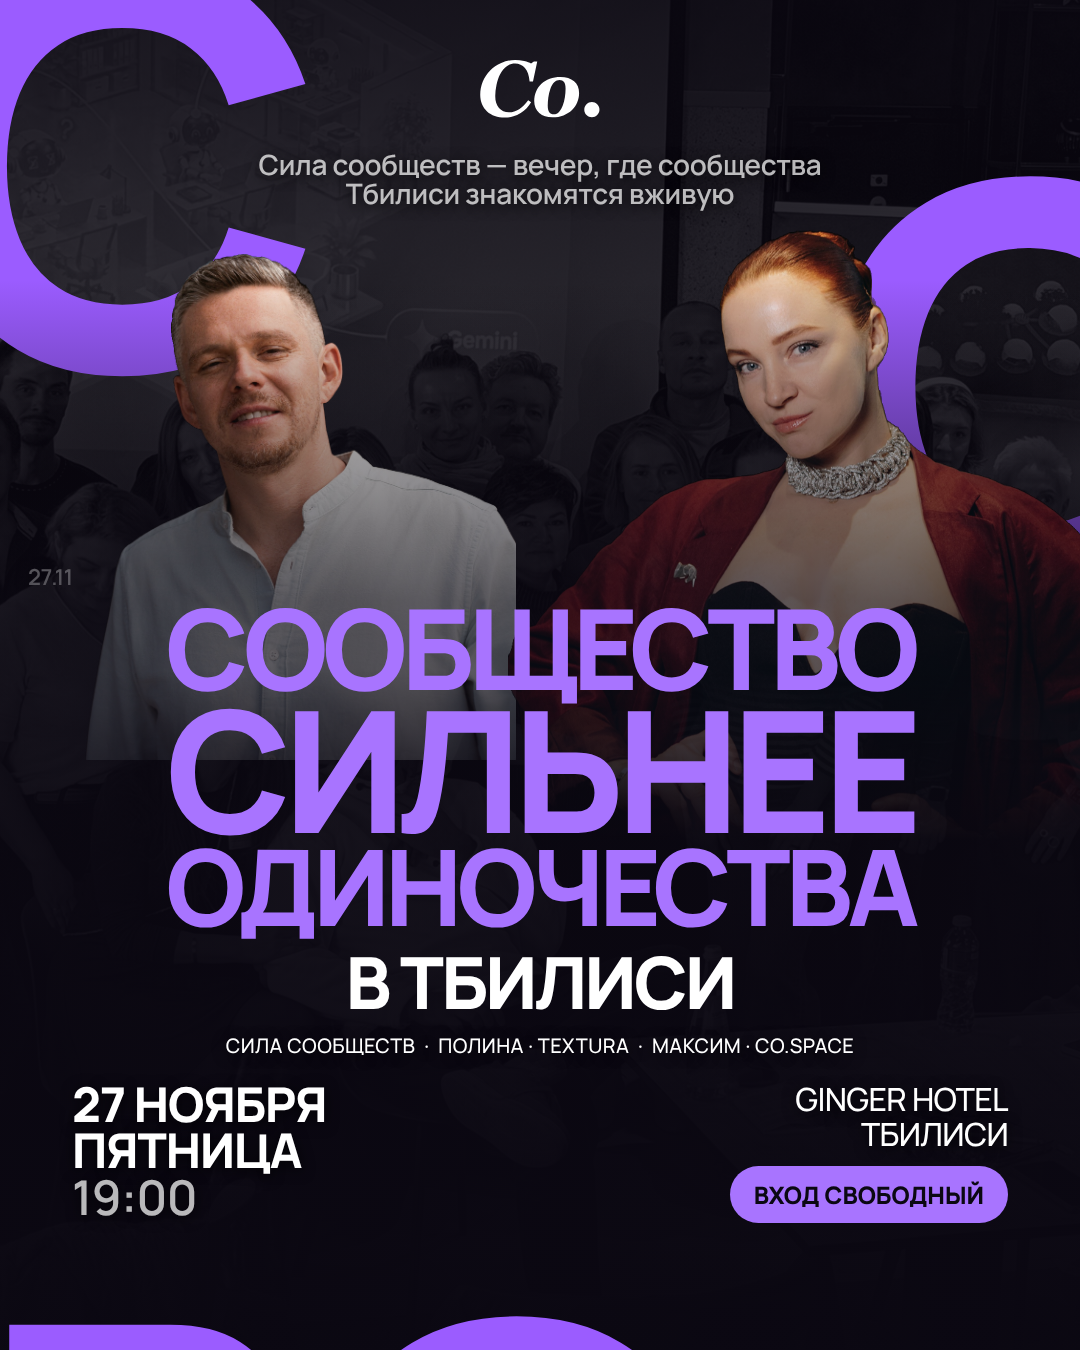 Co.
Сила сообществ — вечер, где сообщества
Тбилиси знакомятся вживую
Gemini
27.11
СООБЩЕСТВО
СИЛЬНЕЕ
ОДИНОЧЕСТВА
В ТБИЛИСИ
СИЛА СООБЩЕСТВ · ПОЛИНА · TEXTURA · МАКСИМ · CO.SPACE
27 НОЯБРЯ
ПЯТНИЦА
19:00
GINGER HOTEL
ТБИЛИСИ
ВХОД СВОБОДНЫЙ